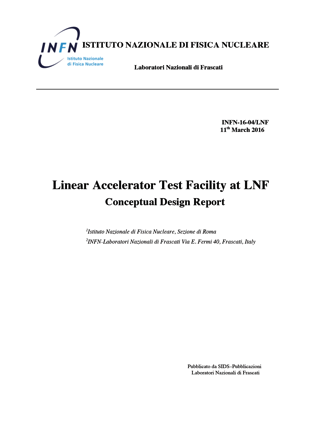 INFN
Istituto Nazionale
di Fisica Nucleare
ISTITUTO NAZIONALE DI FISICA NUCLEARE
Laboratori Nazionali di Frascati
INFN-16-04/LNF
11th March 2016
Linear Accelerator Test Facility at LNF
Conceptual Design Report
1Istituto Nazionale di Fisica Nucleare, Sezione di Roma
2INFN-Laboratori Nazionali di Frascati Via E. Fermi 40, Frascati, Italy
Pubblicato da SIDS–Pubblicazioni
Laboratori Nazionali di Frascati